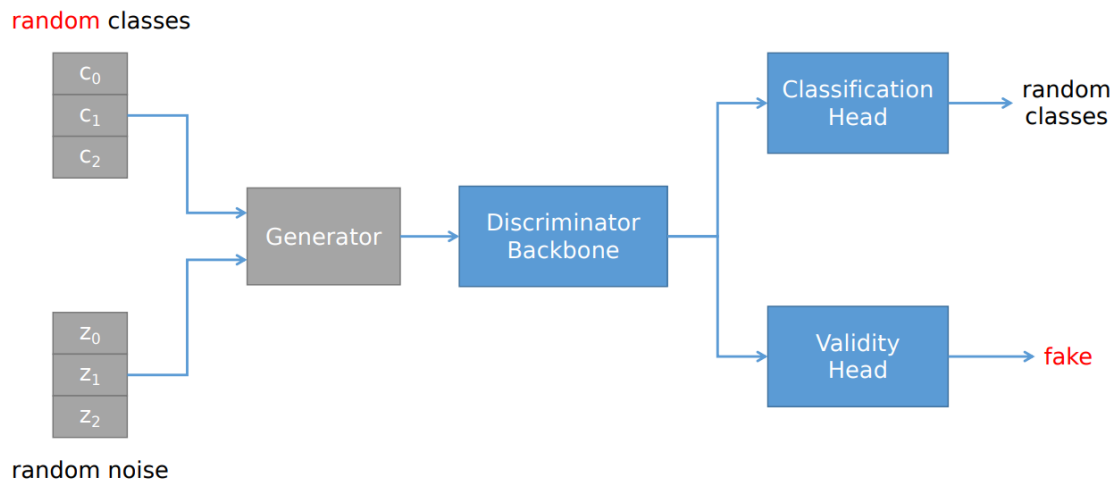 random classes
c₀
c₁
c₂
Generator
z₀
z₁
z₂
random noise
Discriminator
Backbone
Classification
Head
random
classes
Validity
Head
fake